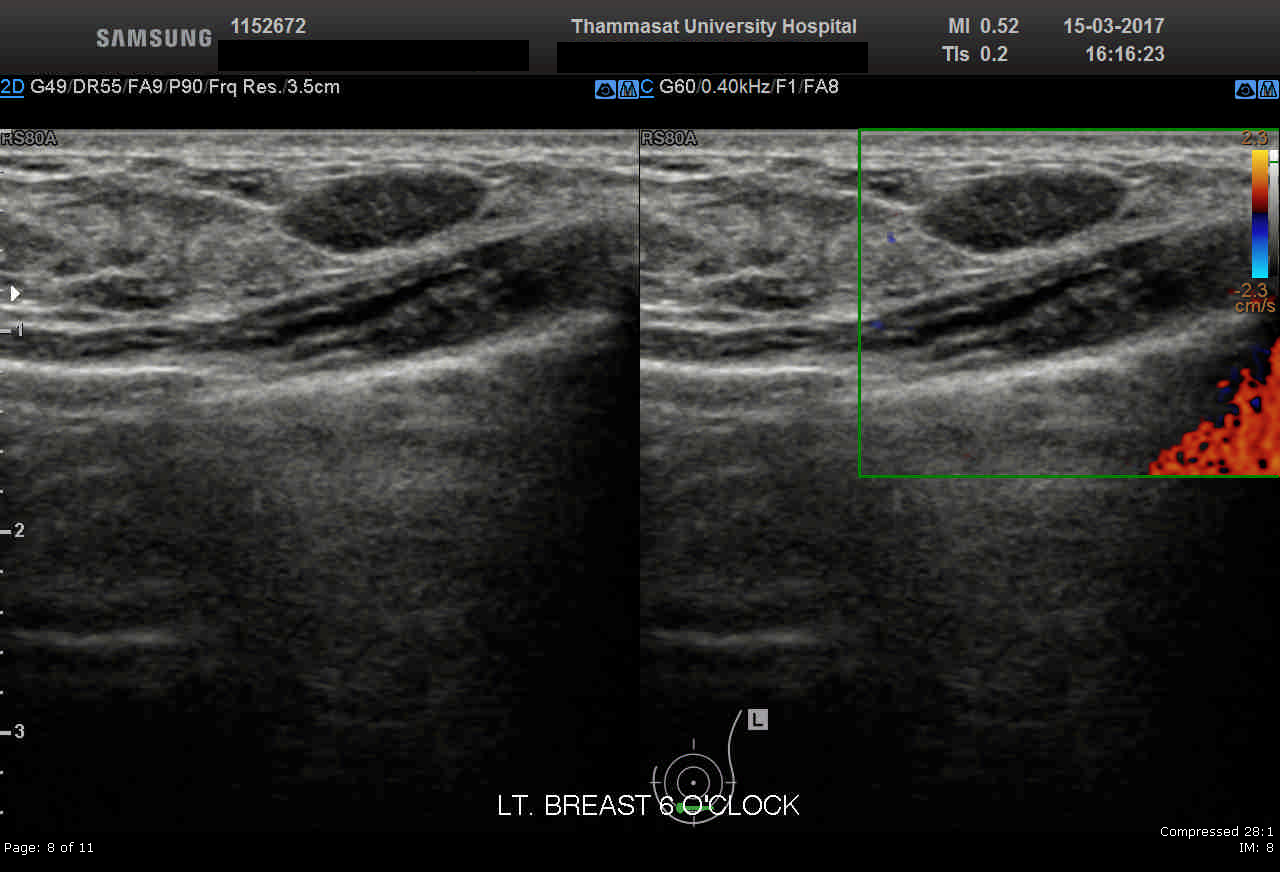 SAMSUNG
1152672
Thammasat University Hospital
MI 0.52
15-03-2017
TIs 0.2
16:16:23
2D G49/DR55/FA9/P90/Frq Res./3.5cm
M
C G60/0.40kHz/F1/FA8
M
RS80A
RS80A
2.3
-2.3
cm/s
1
2
3
L
LT. BREAST 6 O'CLOCK
Compressed 28:1
Page: 8 of 11
IM: 8